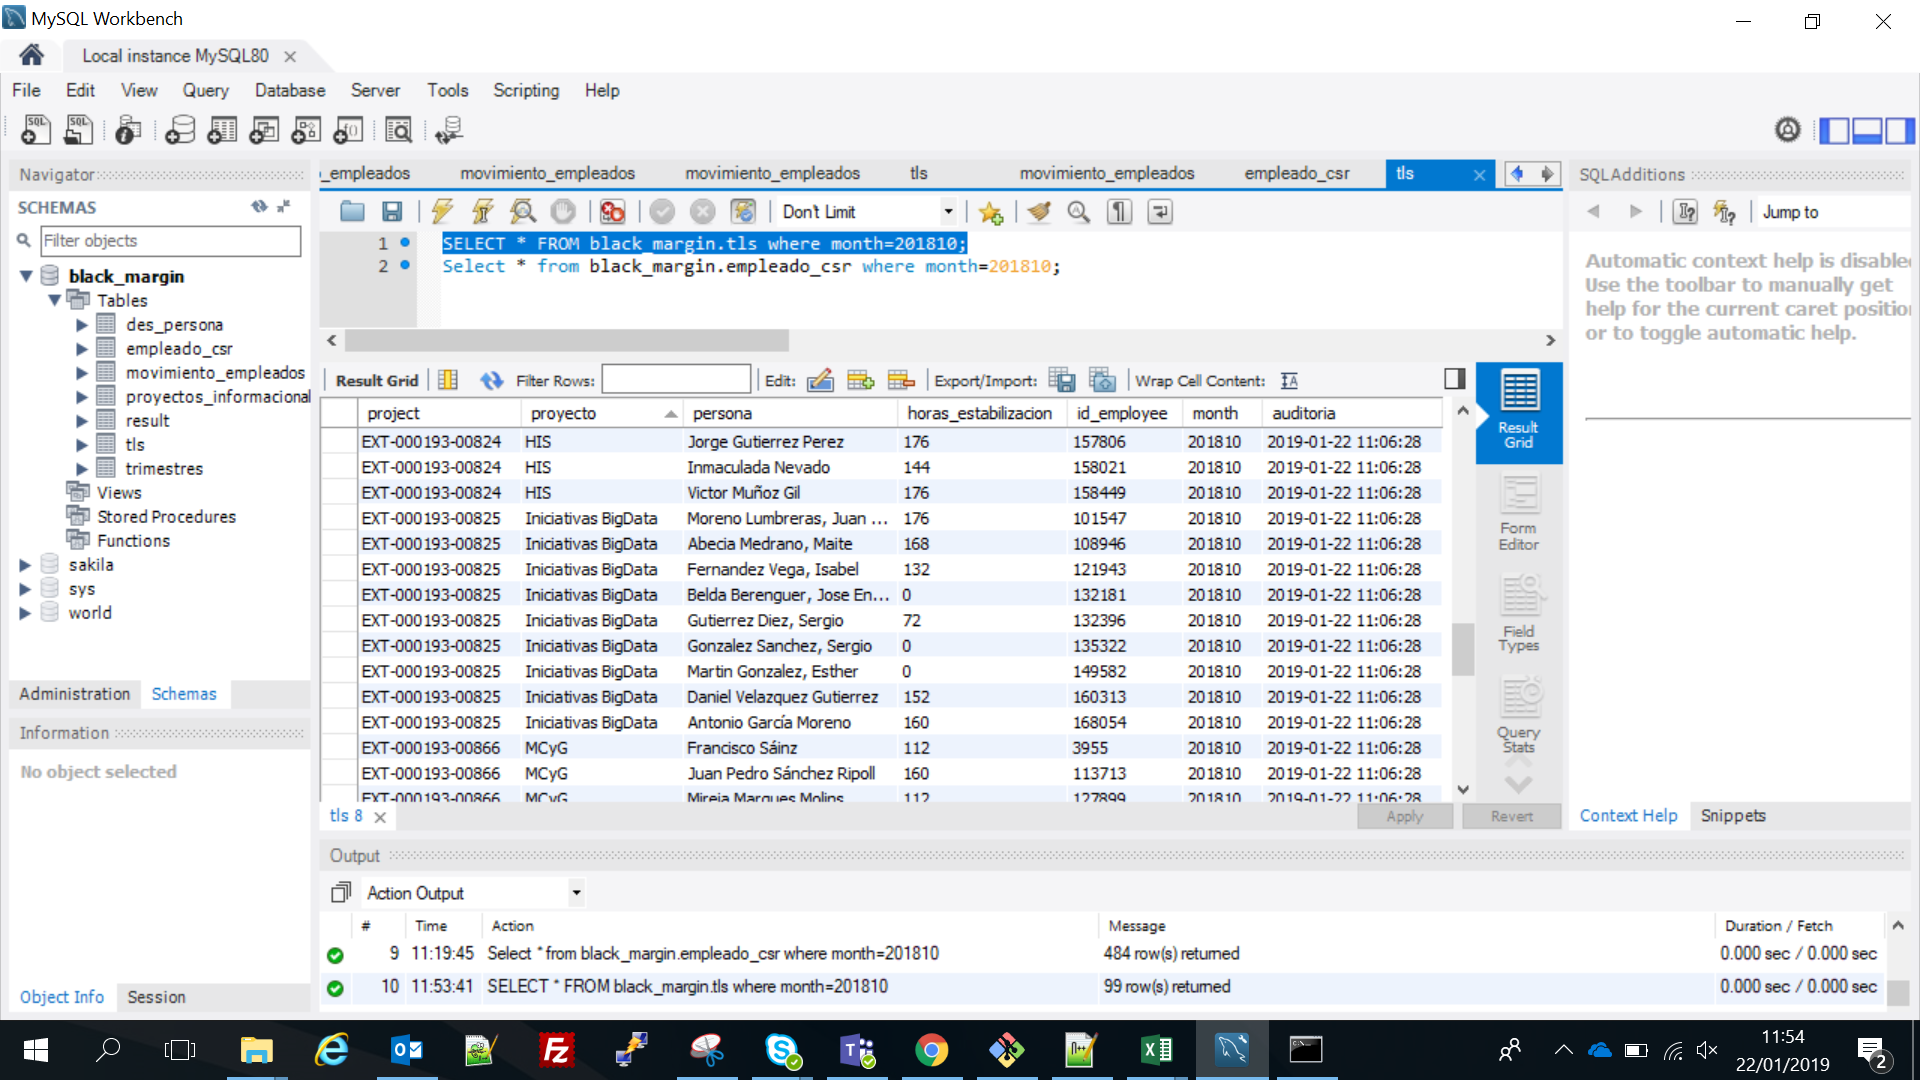 MySQL Workbench
Local instance MySQL80
File Edit View Query Database Server Tools Scripting Help
Navigator
SCHEMAS
Filter objects
black_margin
Tables
des_persona
empleado_csr
movimiento_empleados
proyectos_informacional
result
tls
trimestres
Views
Stored Procedures
Functions
sakila
sys
world
Administration Schemas
Information
No object selected
Object Info Session
_empleados movimiento_empleados movimiento_empleados tls movimiento_empleados empleado_csr tls
Don't Limit
1 SELECT * FROM black_margin.tls where month=201810;
2 Select * from black_margin.empleado_csr where month=201810;
Result Grid Filter Rows: Edit: Export/Import: Wrap Cell Content:
project proyecto persona horas_estabilizacion id_employee month auditoria
EXT-000193-00824 HIS Jorge Gutierrez Perez 176 157806 201810 2019-01-22 11:06:28
EXT-000193-00824 HIS Inmaculada Nevado 144 158021 201810 2019-01-22 11:06:28
EXT-000193-00824 HIS Victor Muñoz Gil 176 158449 201810 2019-01-22 11:06:28
EXT-000193-00825 Iniciativas BigData Moreno Lumbreras, Juan ... 176 101547 201810 2019-01-22 11:06:28
EXT-000193-00825 Iniciativas BigData Abecia Medrano, Maite 168 108946 201810 2019-01-22 11:06:28
EXT-000193-00825 Iniciativas BigData Fernandez Vega, Isabel 132 121943 201810 2019-01-22 11:06:28
EXT-000193-00825 Iniciativas BigData Belda Berenguer, Jose En... 0 132181 201810 2019-01-22 11:06:28
EXT-000193-00825 Iniciativas BigData Gutierrez Diez, Sergio 72 132396 201810 2019-01-22 11:06:28
EXT-000193-00825 Iniciativas BigData Gonzalez Sanchez, Sergio 0 135322 201810 2019-01-22 11:06:28
EXT-000193-00825 Iniciativas BigData Martin Gonzalez, Esther 0 149582 201810 2019-01-22 11:06:28
EXT-000193-00825 Iniciativas BigData Daniel Velazquez Gutierrez 152 160313 201810 2019-01-22 11:06:28
EXT-000193-00825 Iniciativas BigData Antonio García Moreno 160 168054 201810 2019-01-22 11:06:28
EXT-000193-00866 MCyG Francisco Sáinz 112 3955 201810 2019-01-22 11:06:28
EXT-000193-00866 MCyG Juan Pedro Sánchez Ripoll 160 113713 201810 2019-01-22 11:06:28
EXT-000193-00866 MCyG Mireia Marques Molins 112 127899 201810 2019-01-22 11:06:28
tls 8
Apply Revert
Result Grid
Form Editor
Field Types
Query Stats
SQLAdditions
Jump to
Automatic context help is disabled
Use the toolbar to manually get
help for the current caret position
or to toggle automatic help.
Context Help Snippets
Output
Action Output
# Time Action Message Duration / Fetch
9 11:19:45 Select * from black_margin.empleado_csr where month=201810 484 row(s) returned 0.000 sec / 0.000 sec
10 11:53:41 SELECT * FROM black_margin.tls where month=201810 99 row(s) returned 0.000 sec / 0.000 sec
11:54
22/01/2019
2